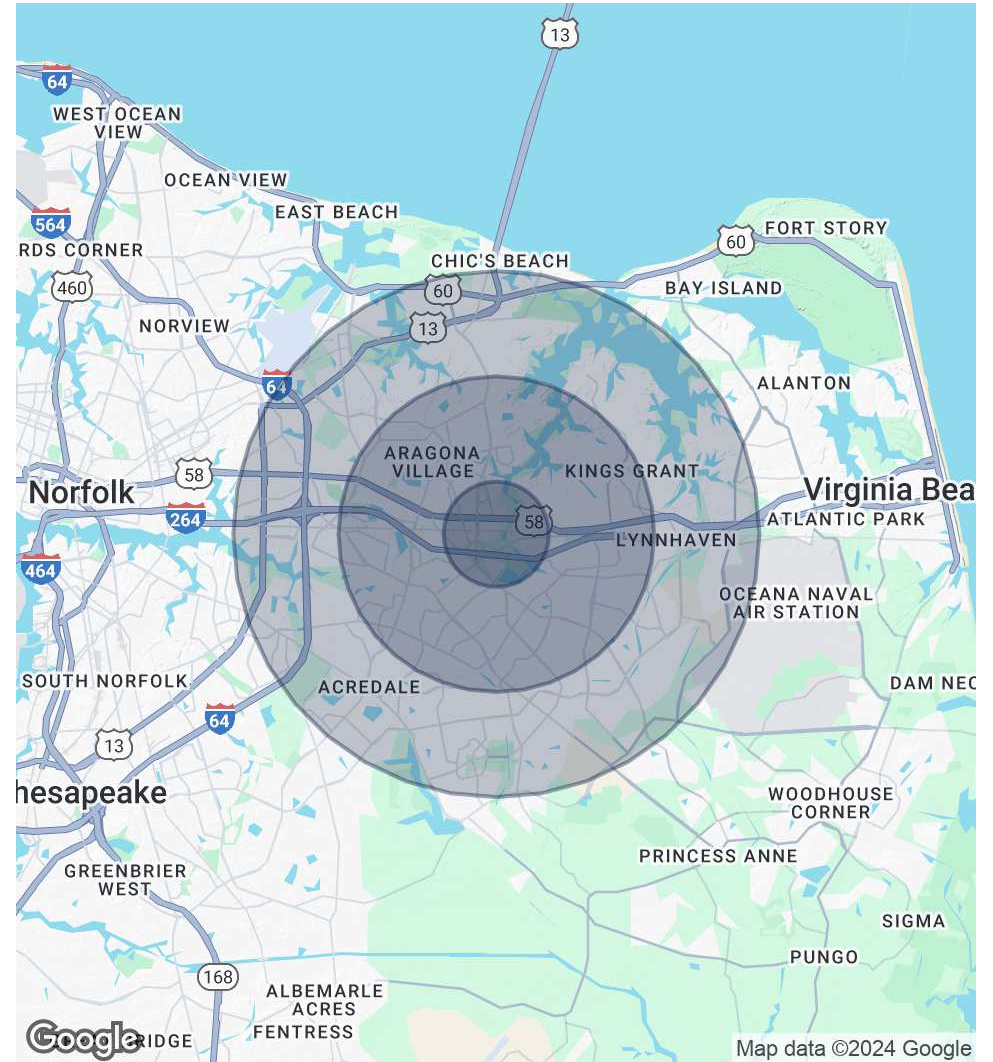 13
64
WEST OCEAN
VIEW
OCEAN VIEW
EAST BEACH
564
RDS CORNER
60
FORT STORY
CHIC'S BEACH
460
60
BAY ISLAND
NORVIEW
13
64
ALANTON
ARAGONA
VILLAGE
KINGS GRANT
58
Norfolk
Virginia Bea
264
58
ATLANTIC PARK
LYNNHAVEN
464
OCEANA NAVAL
AIR STATION
SOUTH NORFOLK
ACREDALE
DAM NEC
64
13
hesapeake
WOODHOUSE
CORNER
PRINCESS ANNE
GREENBRIER
WEST
SIGMA
PUNGO
168
ALBEMARLE
ACRES
FENTRESS
Google
RIDGE
Map data ©2024 Google